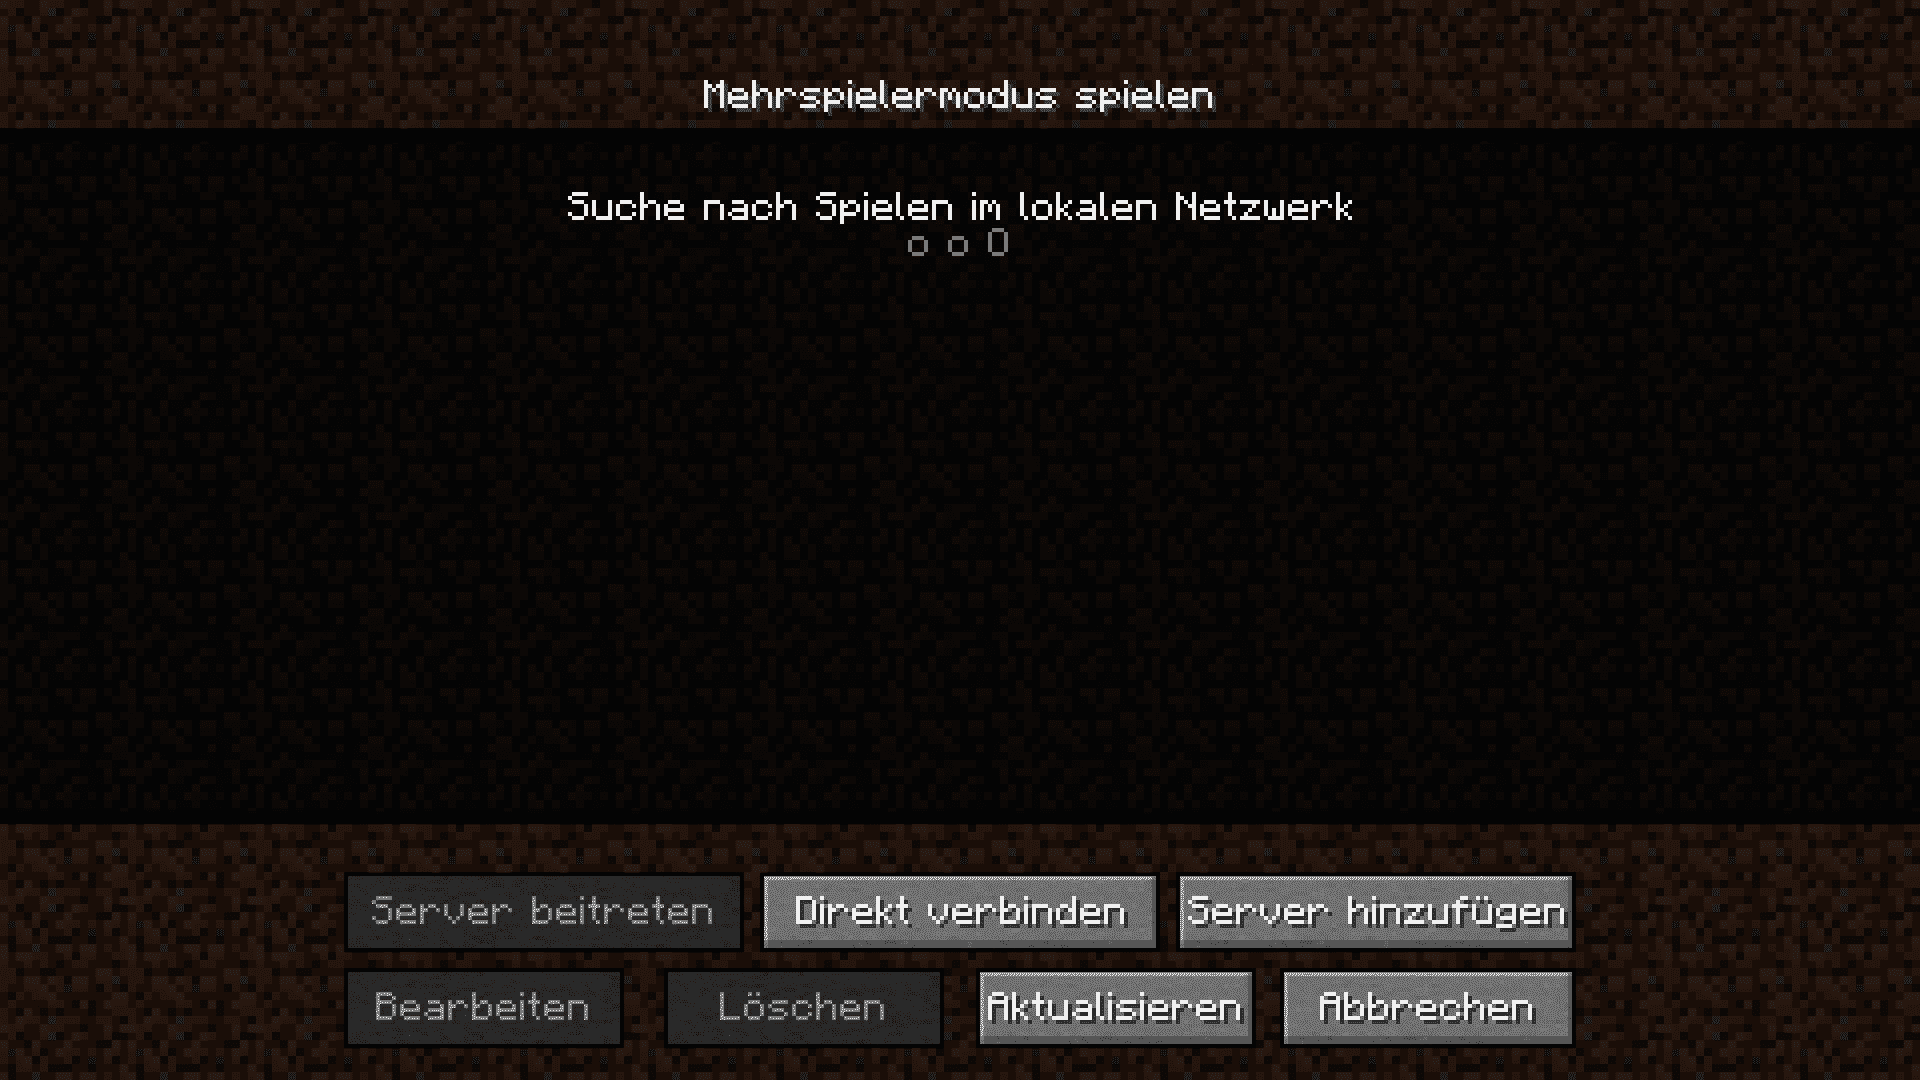 Mehrspielermodus spielen
Suche nach Spielen im lokalen Netzwerk
o o O
Server beitreten
Direkt verbinden
Server hinzufügen
Bearbeiten
Löschen
Aktualisieren
Abbrechen